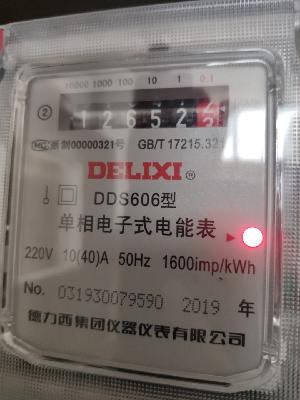 10000 1000 100 10 1 0.1
② 1 2 6 5 2
MC 浙制00000321号 GB/T 17215.321
DELIXI®
DDS606型
单相电子式电能表
220V 10(40)A 50Hz 1600imp/kWh
No. 031930079590 2019 年
德力西集团仪器仪表有限公司